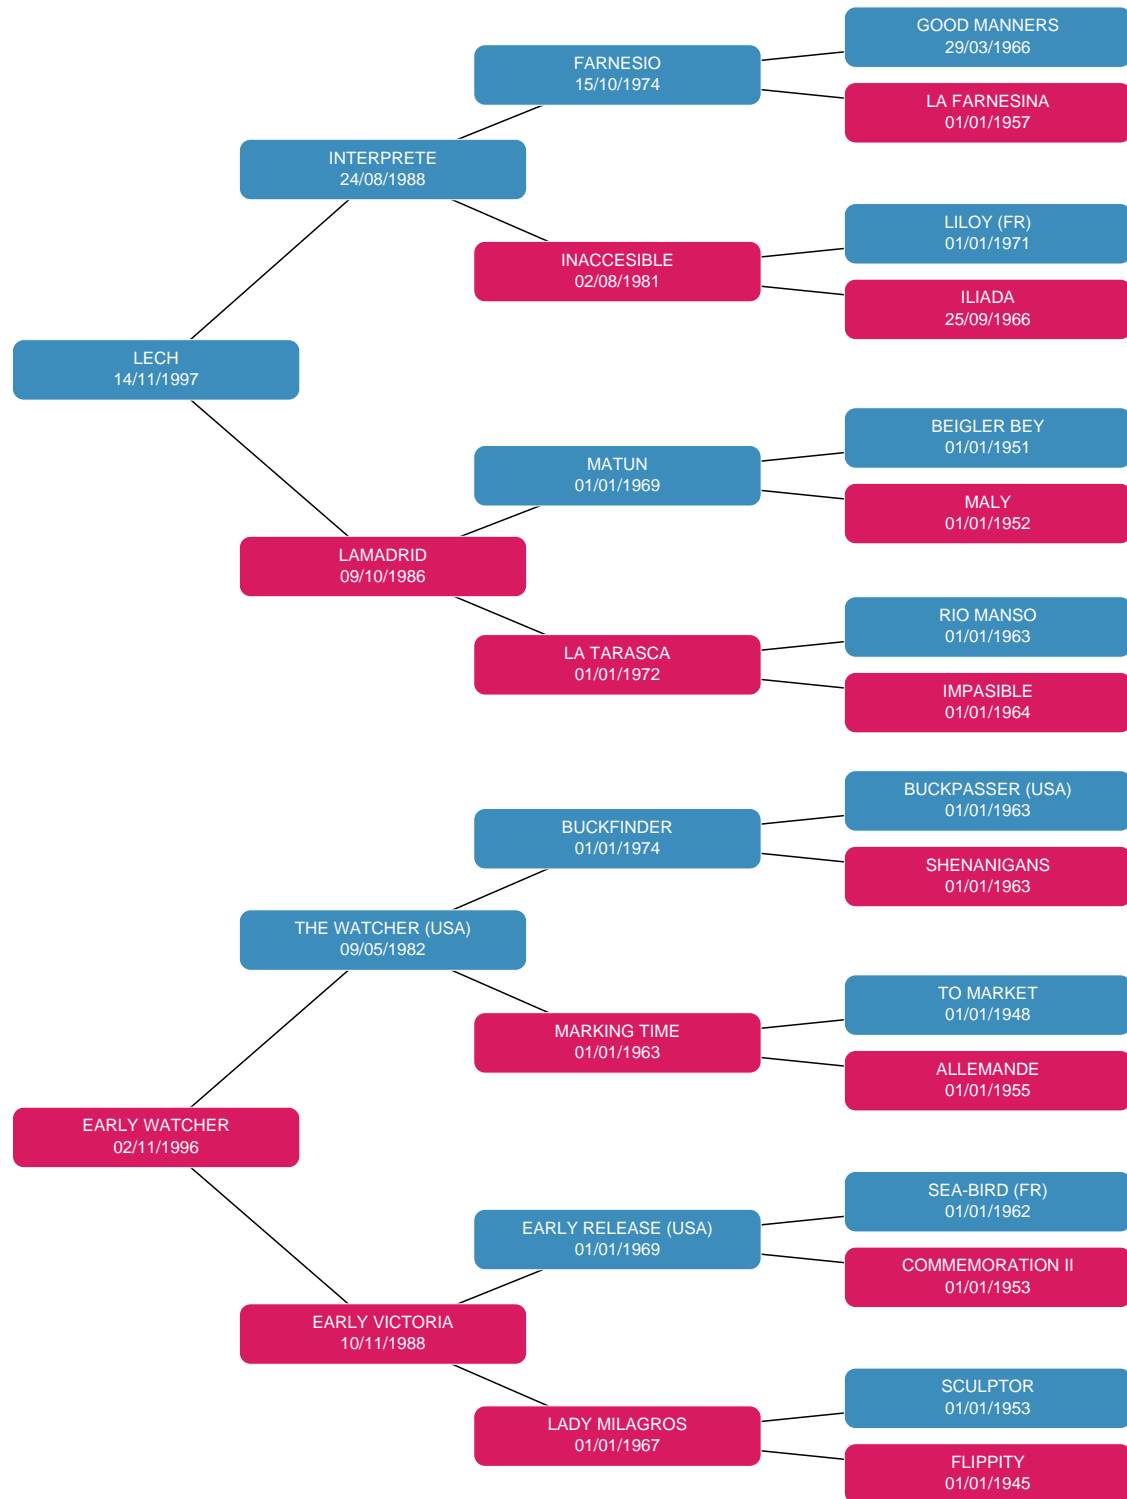 GOOD MANNERS
29/03/1966
FARNESIO
15/10/1974
LA FARNESINA
01/01/1957
INTERPRETE
24/08/1988
LILOY (FR)
01/01/1971
INACCESIBLE
02/08/1981
ILIADA
25/09/1966
LECH
14/11/1997
BEIGLER BEY
01/01/1951
MATUN
01/01/1969
MALY
01/01/1952
LAMADRID
09/10/1986
RIO MANSO
01/01/1963
LA TARASCA
01/01/1972
IMPASIBLE
01/01/1964
BUCKPASSER (USA)
01/01/1963
BUCKFINDER
01/01/1974
SHENANIGANS
01/01/1963
THE WATCHER (USA)
09/05/1982
TO MARKET
01/01/1948
MARKING TIME
01/01/1963
ALLEMANDE
01/01/1955
EARLY WATCHER
02/11/1996
SEA-BIRD (FR)
01/01/1962
EARLY RELEASE (USA)
01/01/1969
COMMEMORATION II
01/01/1953
EARLY VICTORIA
10/11/1988
SCULPTOR
01/01/1953
LADY MILAGROS
01/01/1967
FLIPPITY
01/01/1945